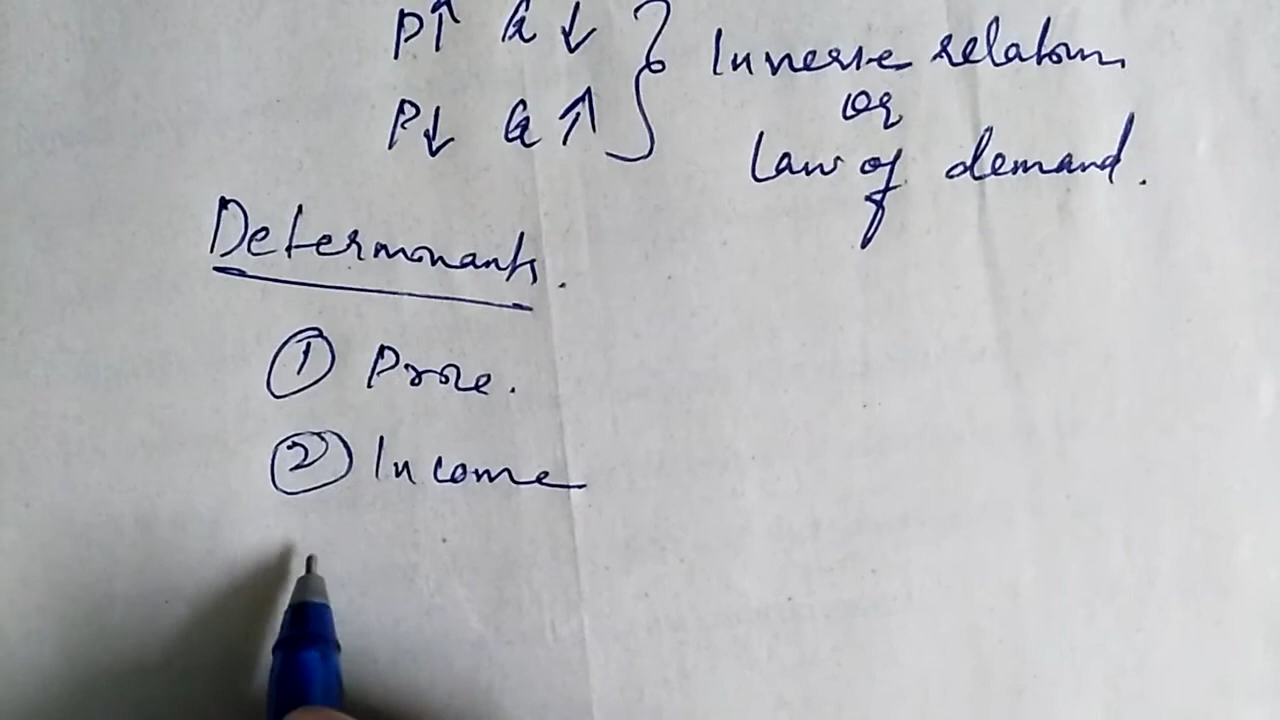 P↑ Q ↓ } Inverse relation
or
P↓ Q ↑ Law of demand.
Determinants.
① Price.
② Income